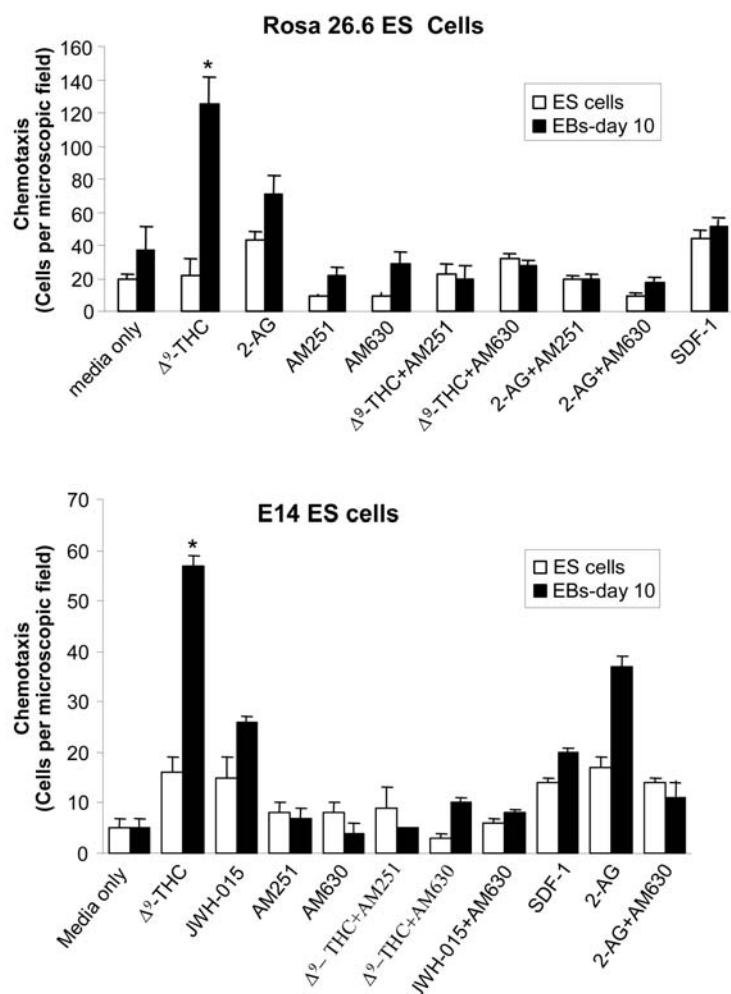 Rosa 26.6 ES Cells
Chemotaxis
(Cells per microscopic field)
160
140
120
100
80
60
40
20
0
*
ES cells
EBs-day 10
media only
Δ⁹-THC
2-AG
AM251
AM630
Δ⁹-THC+AM251
Δ⁹-THC+AM630
2-AG+AM251
2-AG+AM630
SDF-1
E14 ES cells
Chemotaxis
(Cells per microscopic field)
70
60
50
40
30
20
10
0
*
ES cells
EBs-day 10
Media only
Δ⁹-THC
JWH-015
AM251
AM630
Δ⁹– THC+AM251
Δ⁹–THC+AM630
JWH-015+AM630
SDF-1
2-AG
2-AG+AM630